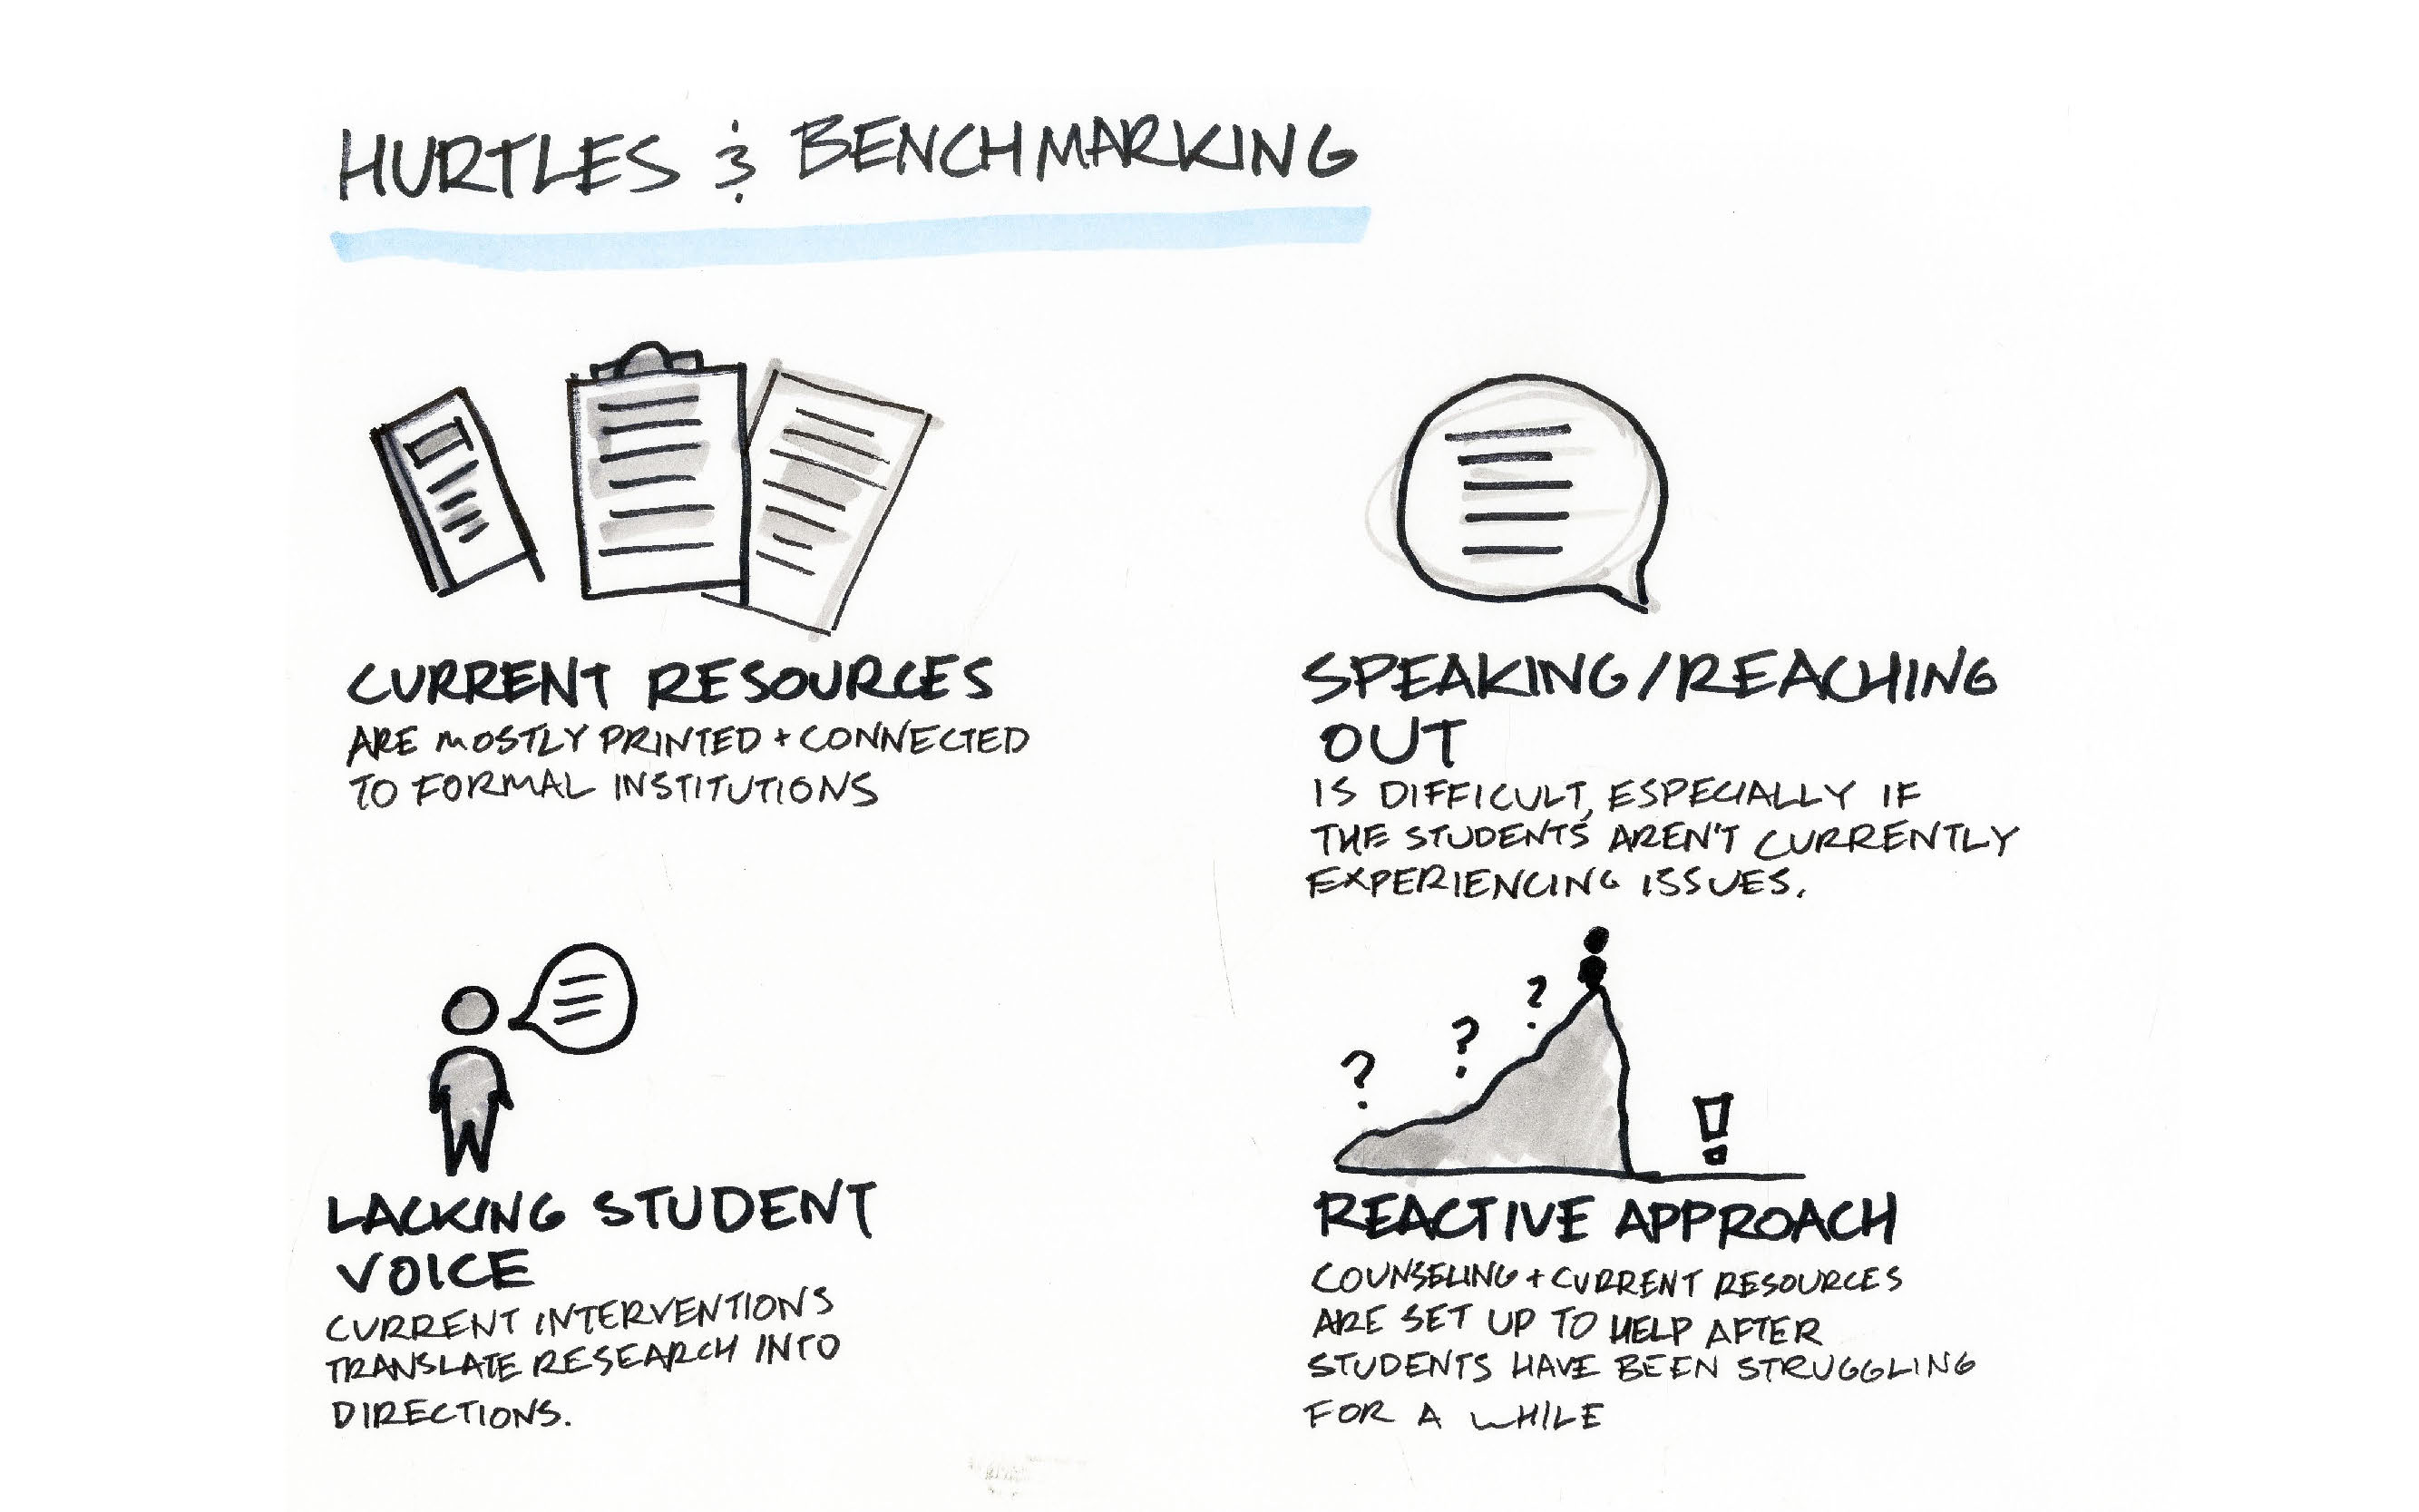 HURTLES & BENCHMARKING
CURRENT RESOURCES
ARE MOSTLY PRINTED + CONNECTED
TO FORMAL INSTITUTIONS
SPEAKING/REACHING
OUT
IS DIFFICULT, ESPECIALLY IF
THE STUDENTS AREN'T CURRENTLY
EXPERIENCING ISSUES.
?
?
?
!
LACKING STUDENT
VOICE
CURRENT INTERVENTIONS
TRANSLATE RESEARCH INTO
DIRECTIONS.
REACTIVE APPROACH
COUNSELING + CURRENT RESOURCES
ARE SET UP TO HELP AFTER
STUDENTS HAVE BEEN STRUGGLING
FOR A WHILE